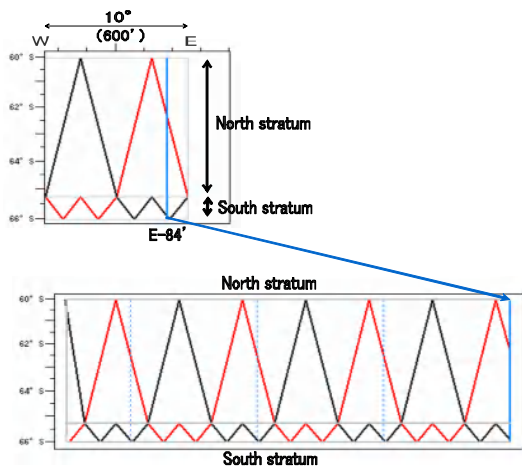 10°
(600')
W E
60° S
62° S
64° S
66° S
North stratum
South stratum
E-84'
North stratum
60° S
62° S
64° S
66° S
South stratum